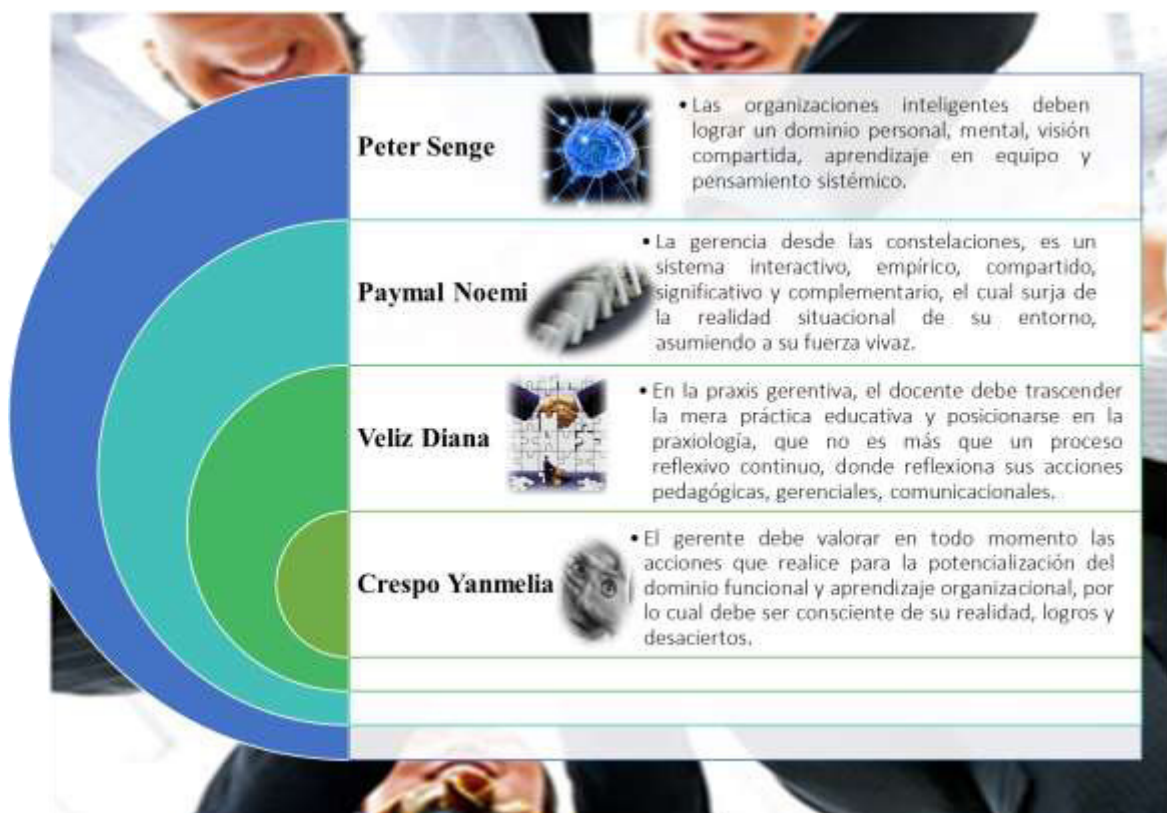 Peter Senge
• Las organizaciones inteligentes deben
lograr un dominio personal, mental, visión
compartida, aprendizaje en equipo y
pensamiento sistémico.
Paymal Noemi
• La gerencia desde las constelaciones, es un
sistema interactivo, empírico, compartido,
significativo y complementario, el cual surja de
la realidad situacional de su entorno,
asumiendo a su fuerza vivaz.
Veliz Diana
• En la praxis gerentiva, el docente debe trascender
la mera práctica educativa y posicionarse en la
praxiología, que no es más que un proceso
reflexivo continuo, donde reflexiona sus acciones
pedagógicas, gerenciales, comunicacionales.
Crespo Yanmelia
• El gerente debe valorar en todo momento las
acciones que realice para la potencialización del
dominio funcional y aprendizaje organizacional, por
lo cual debe ser consciente de su realidad, logros y
desaciertos.